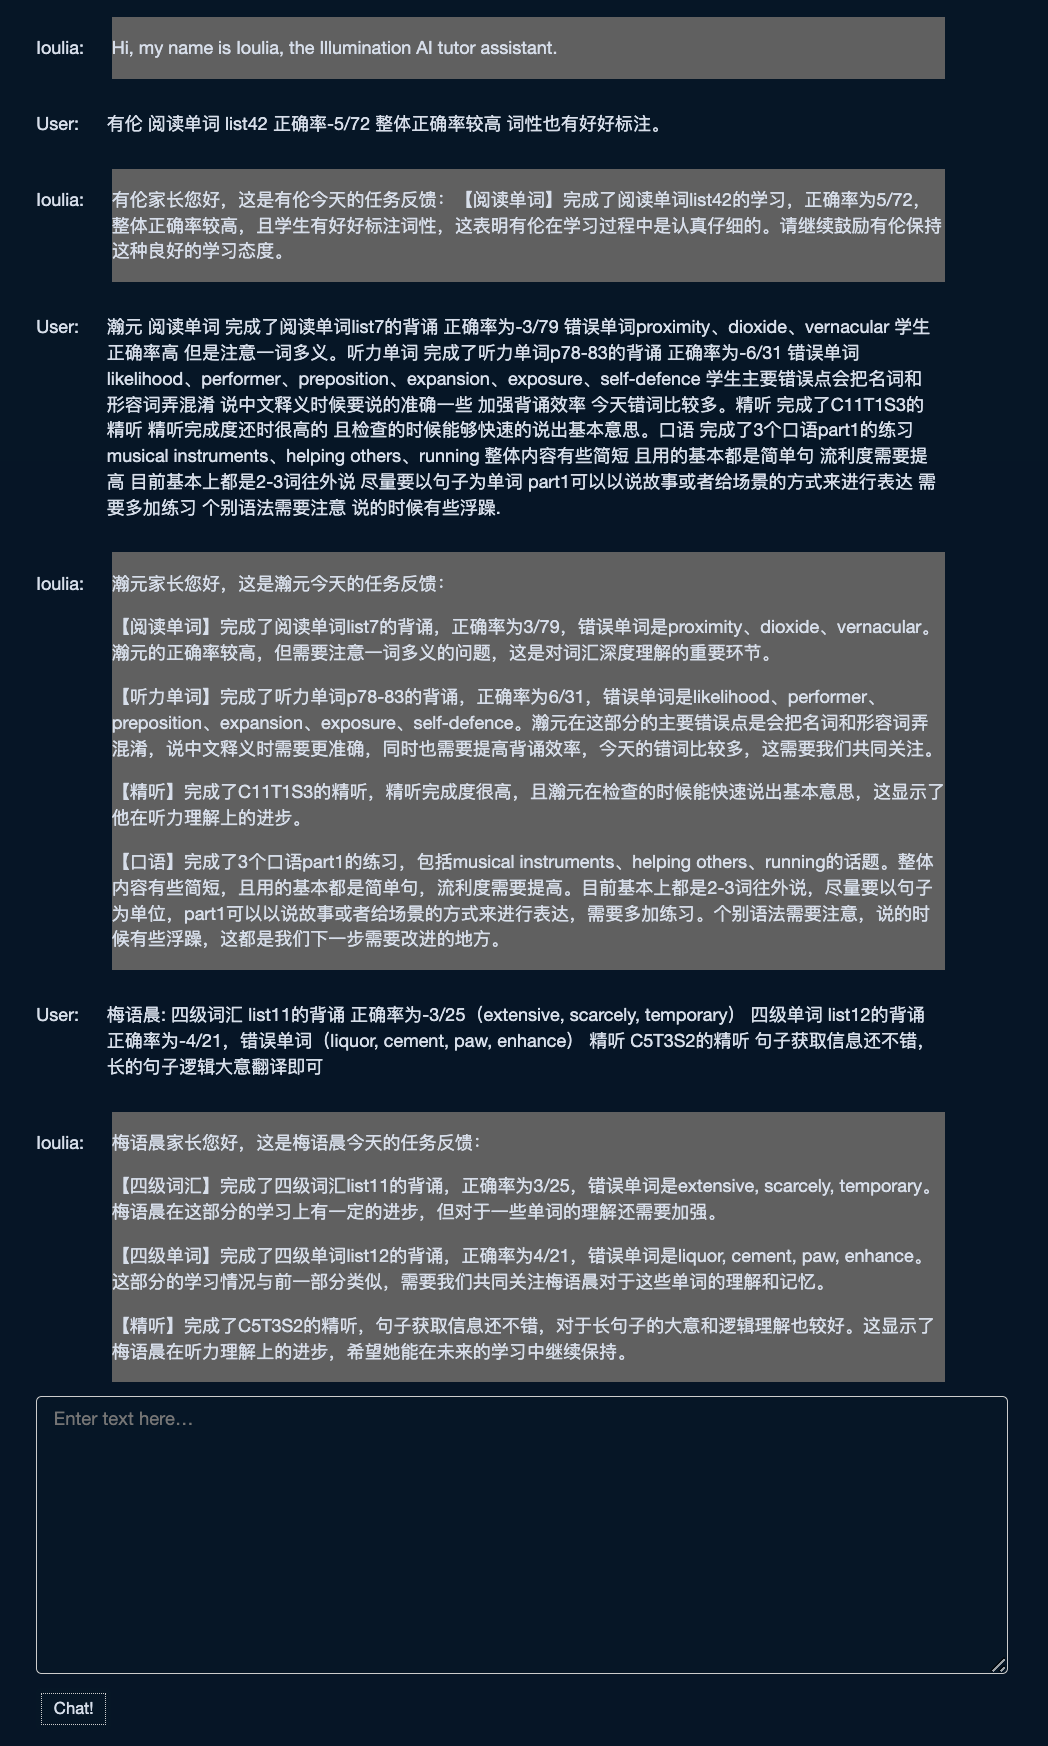 Ioulia: Hi, my name is Ioulia, the Illumination AI tutor assistant.
User: 有伦 阅读单词 list42 正确率-5/72 整体正确率较高 词性也有好好标注。
Ioulia: 有伦家长您好，这是有伦今天的任务反馈：【阅读单词】完成了阅读单词list42的学习，正确率为5/72，
整体正确率较高，且学生有好好标注词性，这表明有伦在学习过程中是认真仔细的。请继续鼓励有伦保持
这种良好的学习态度。
User: 瀚元 阅读单词 完成了阅读单词list7的背诵 正确率为-3/79 错误单词proximity、dioxide、vernacular 学生
正确率高 但是注意一词多义。听力单词 完成了听力单词p78-83的背诵 正确率为-6/31 错误单词
likelihood、performer、preposition、expansion、exposure、self-defence 学生主要错误点会把名词和
形容词弄混淆 说中文释义时候要说的准确一些 加强背诵效率 今天错词比较多。精听 完成了C11T1S3的
精听 精听完成度还时很高的 且检查的时候能够快速的说出基本意思。口语 完成了3个口语part1的练习
musical instruments、helping others、running 整体内容有些简短 且用的基本都是简单句 流利度需要提
高 目前基本上都是2-3词往外说 尽量要以句子为单词 part1可以以说故事或者给场景的方式来进行表达 需
要多加练习 个别语法需要注意 说的时候有些浮躁.
Ioulia: 瀚元家长您好，这是瀚元今天的任务反馈：
【阅读单词】完成了阅读单词list7的背诵，正确率为3/79，错误单词是proximity、dioxide、vernacular。
瀚元的正确率较高，但需要注意一词多义的问题，这是对词汇深度理解的重要环节。
【听力单词】完成了听力单词p78-83的背诵，正确率为6/31，错误单词是likelihood、performer、
preposition、expansion、exposure、self-defence。瀚元在这部分的主要错误点是会把名词和形容词弄
混淆，说中文释义时需要更准确，同时也需要提高背诵效率，今天的错词比较多，这需要我们共同关注。
【精听】完成了C11T1S3的精听，精听完成度很高，且瀚元在检查的时候能快速说出基本意思，这显示了
他在听力理解上的进步。
【口语】完成了3个口语part1的练习，包括musical instruments、helping others、running的话题。整体
内容有些简短，且用的基本都是简单句，流利度需要提高。目前基本上都是2-3词往外说，尽量要以句子
为单位，part1可以以说故事或者给场景的方式来进行表达，需要多加练习。个别语法需要注意，说的时
候有些浮躁，这都是我们下一步需要改进的地方。
User: 梅语晨: 四级词汇 list11的背诵 正确率为-3/25（extensive, scarcely, temporary） 四级单词 list12的背诵
正确率为-4/21，错误单词（liquor, cement, paw, enhance） 精听 C5T3S2的精听 句子获取信息还不错，
长的句子逻辑大意翻译即可
Ioulia: 梅语晨家长您好，这是梅语晨今天的任务反馈：
【四级词汇】完成了四级词汇list11的背诵，正确率为3/25，错误单词是extensive, scarcely, temporary。
梅语晨在这部分的学习上有一定的进步，但对于一些单词的理解还需要加强。
【四级单词】完成了四级单词list12的背诵，正确率为4/21，错误单词是liquor, cement, paw, enhance。
这部分的学习情况与前一部分类似，需要我们共同关注梅语晨对于这些单词的理解和记忆。
【精听】完成了C5T3S2的精听，句子获取信息还不错，对于长句子的大意和逻辑理解也较好。这显示了
梅语晨在听力理解上的进步，希望她能在未来的学习中继续保持。
Enter text here...
Chat!